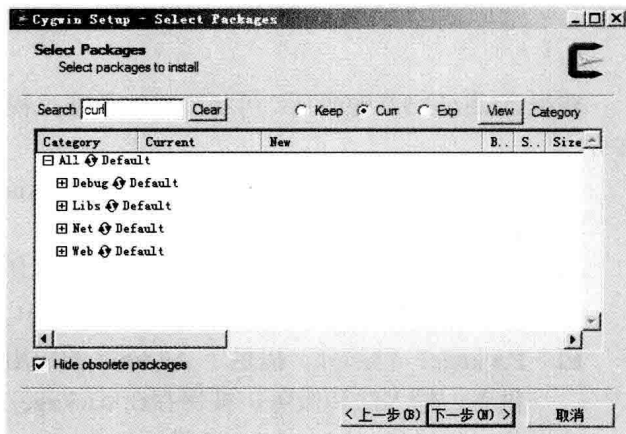 Cygwin Setup - Select Packages
Select Packages
Select packages to install
Search curl Clear Keep Curr Exp View Category
Category Current New B.. S.. Size
All Default
Debug Default
Libs Default
Net Default
Web Default
Hide obsolete packages
< 上一步(B) 下一步(N) > 取消